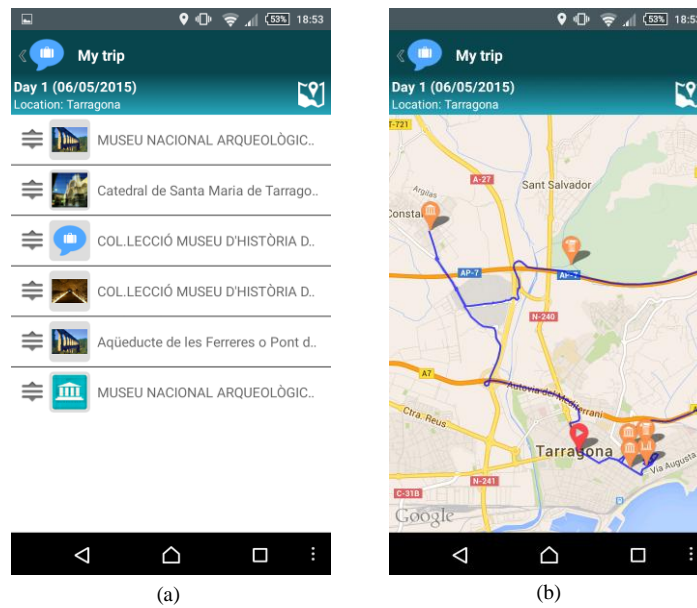 53% 18:53
My trip
Day 1 (06/05/2015)
Location: Tarragona
MUSEU NACIONAL ARQUEOLÒGIC..
Catedral de Santa Maria de Tarrago..
COL.LECCIÓ MUSEU D'HISTÒRIA D..
COL.LECCIÓ MUSEU D'HISTÒRIA D..
Aqüeducte de les Ferreres o Pont d..
MUSEU NACIONAL ARQUEOLÒGIC..
(a)
53% 18:53
My trip
Day 1 (06/05/2015)
Location: Tarragona
T-721
A-27
Sant Salvador
Argilas
Constan
AP-7
AP-7
N-240
A7
Autovía del Mediterrani
Ctra. Reus
Tarragona
Via Augusta
N-241
C-31B
Google
(b)